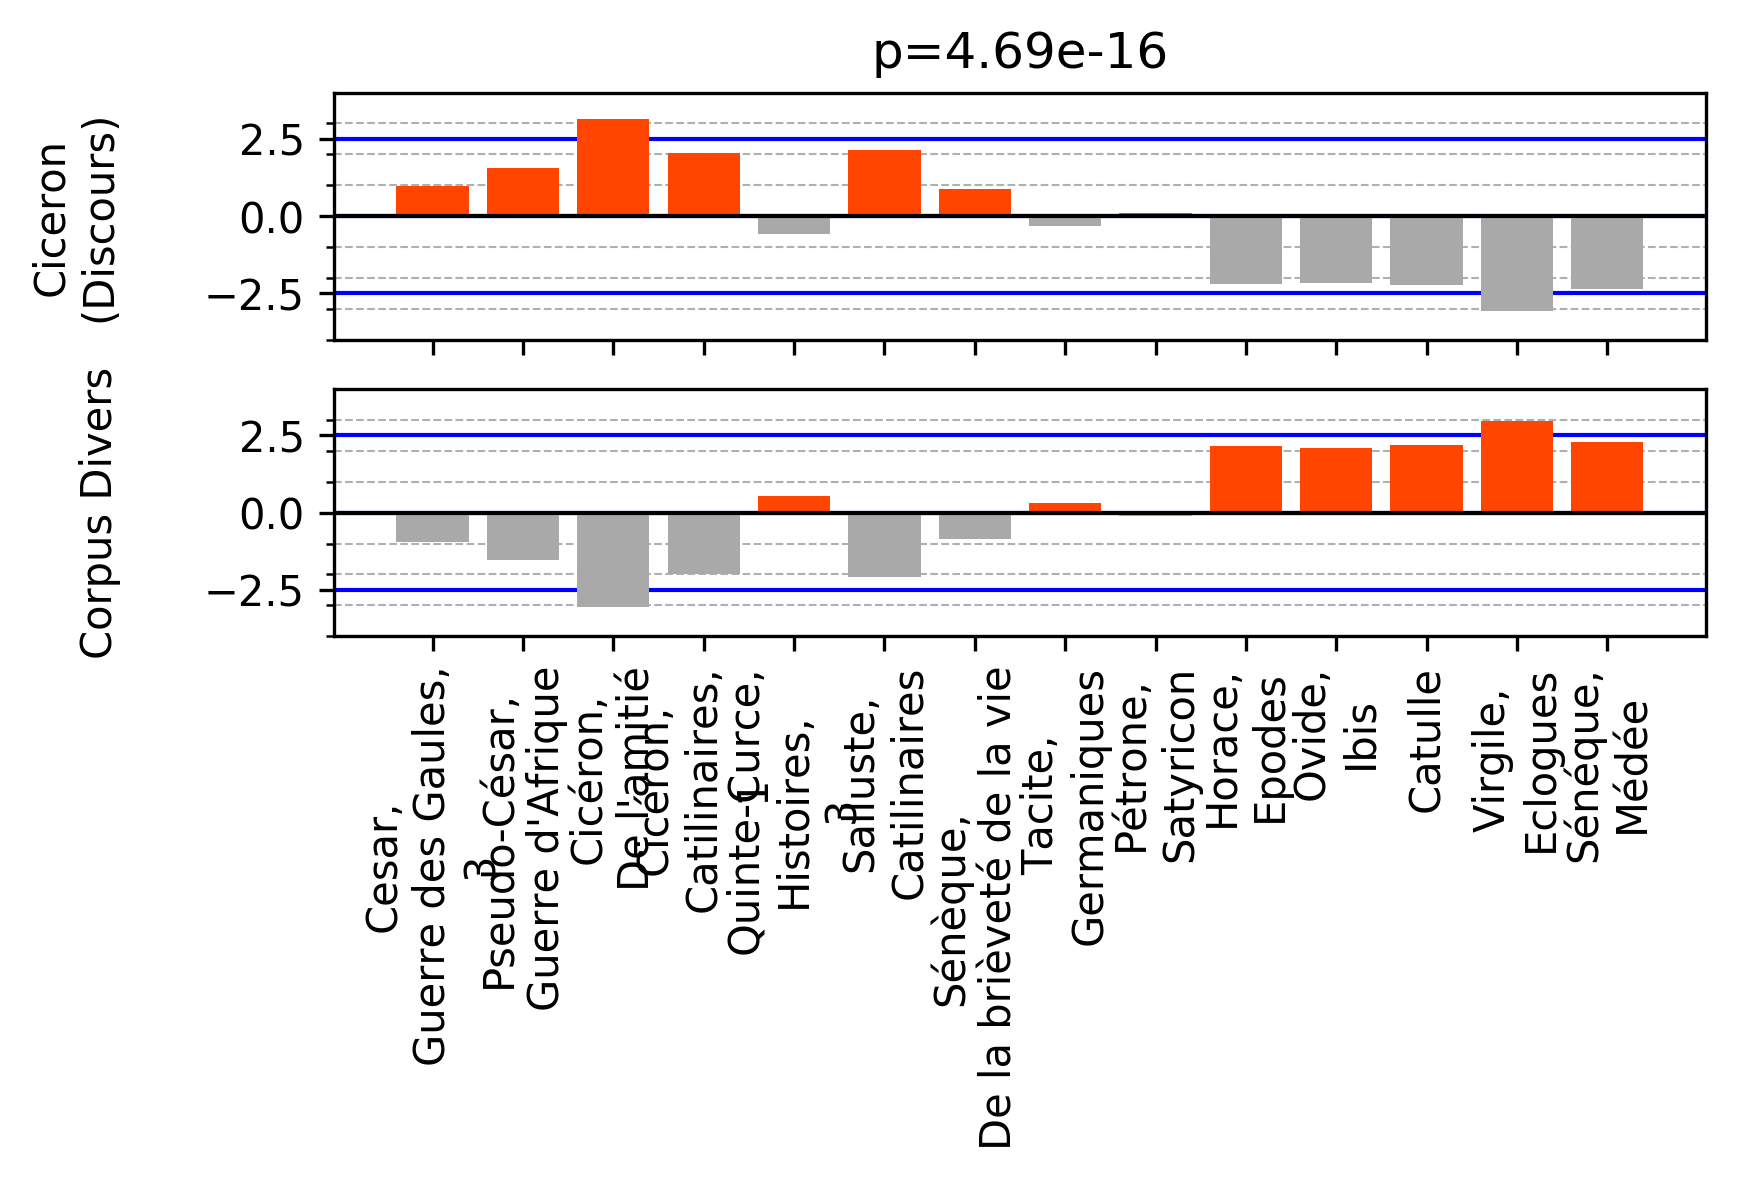 p=4.69e-16
Ciceron
(Discours)
2.5
0.0
−2.5
Corpus Divers
2.5
0.0
−2.5
Cesar,
Guerre des Gaules,
3
Pseudo-César,
Guerre d'Afrique
Cicéron,
De l'amitié
Cicéron,
Catilinaires,
1
Quinte-Curce,
Histoires,
3
Salluste,
Catilinaires
Sénèque,
De la brièveté de la vie
Tacite,
Germaniques
Pétrone,
Satyricon
Horace,
Epodes
Ovide,
Ibis
Catulle
Virgile,
Eclogues
Sénéque,
Médée